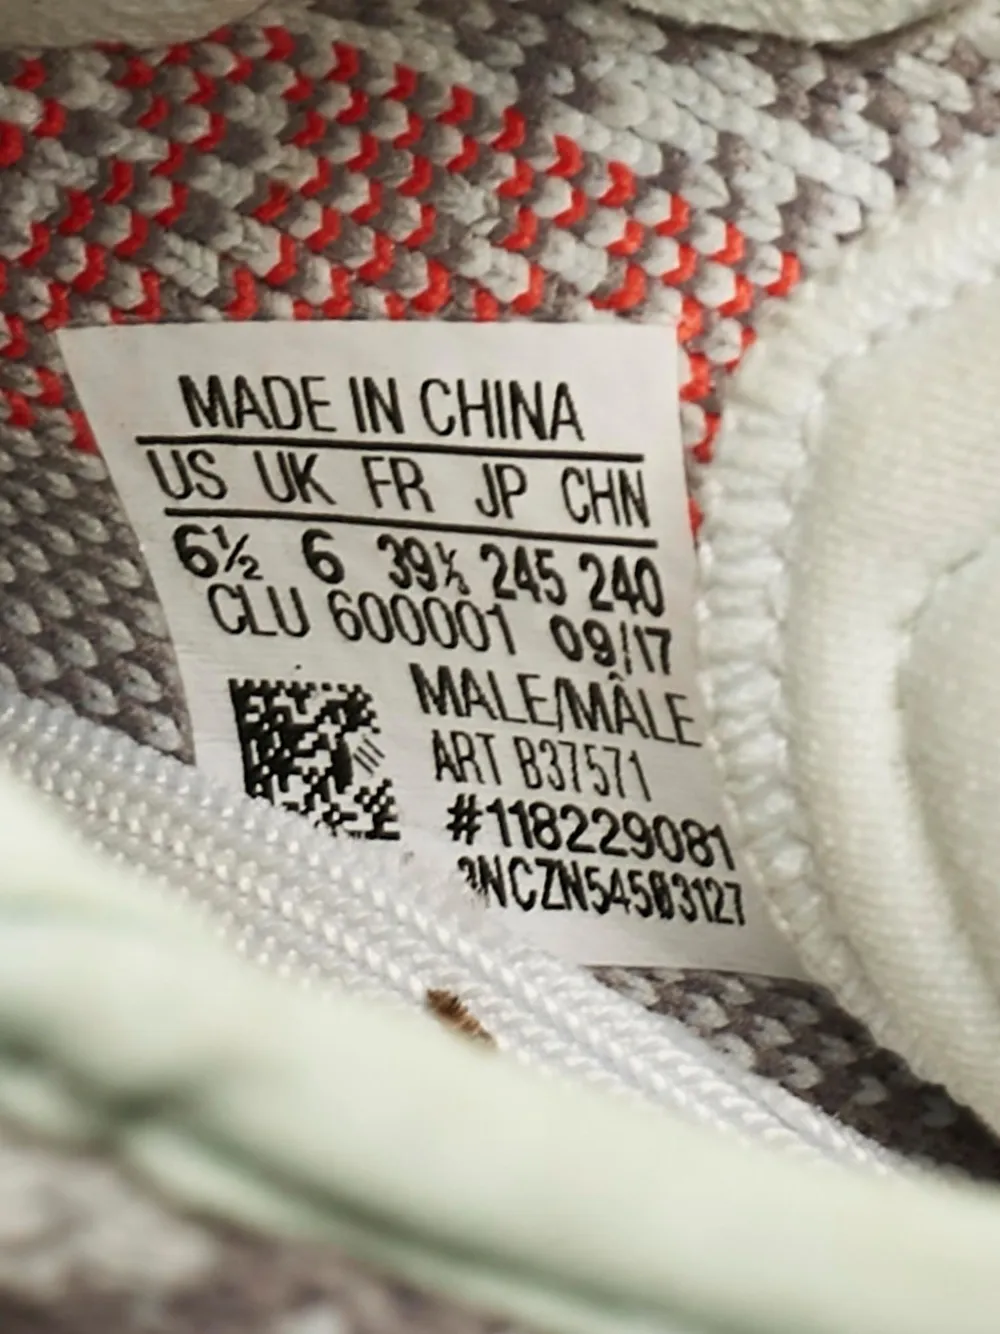 MADE IN CHINA
US UK FR JP CHN
6½ 6 39⅓ 245 240
CLU 600001 09/17
MALE/MÂLE
ART B37571
#118229081
3NCZN54503127